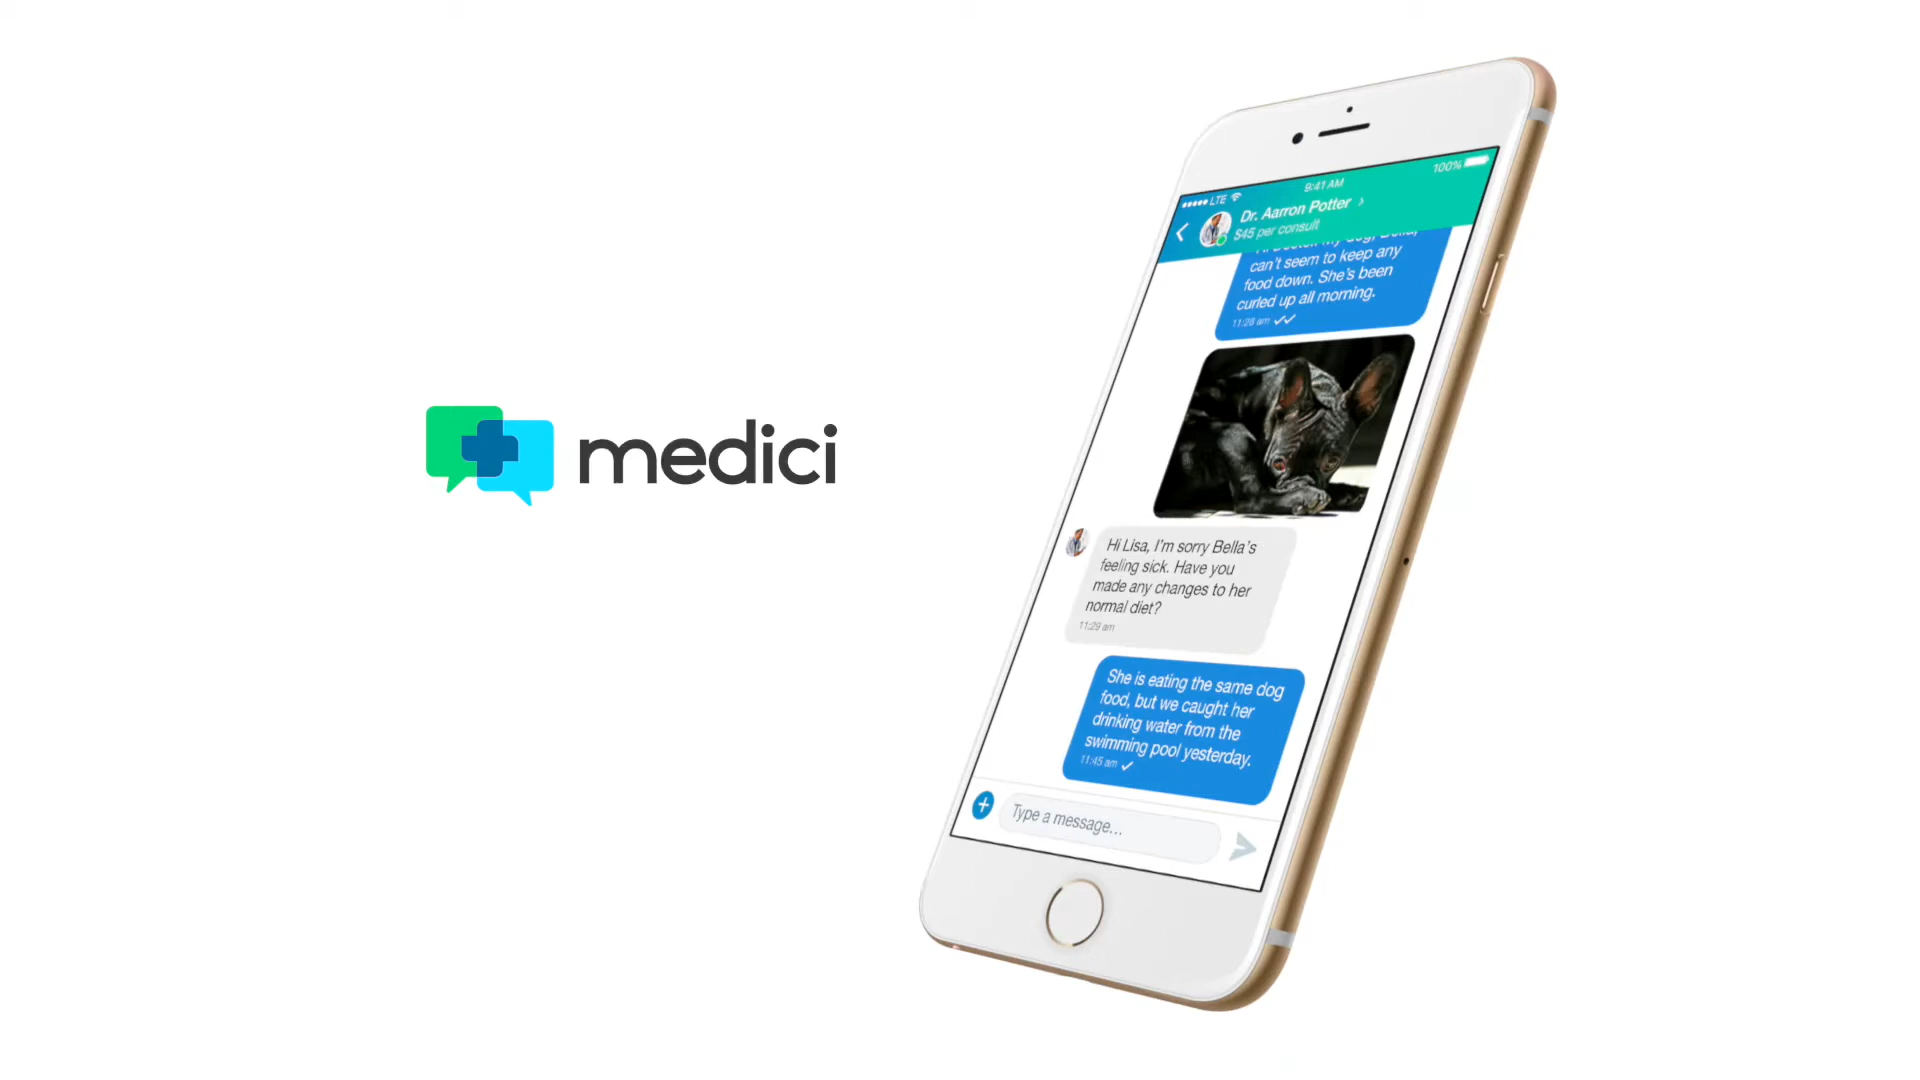 medici
LTE
9:41 AM
100%
Dr. Aarron Potter
$45 per consult
can't seem to keep any
food down. She's been
curled up all morning.
11:28 am
Hi Lisa, I'm sorry Bella's
feeling sick. Have you
made any changes to her
normal diet?
11:29 am
She is eating the same dog
food, but we caught her
drinking water from the
swimming pool yesterday.
11:45 am
Type a message...